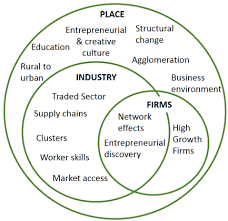 PLACE
Entrepreneurial
& creative
culture
Structural
change
Education
Agglomeration
Rural to
urban
INDUSTRY
Business
environment
Traded Sector
FIRMS
Supply chains
Network
effects
High
Growth
Firms
Clusters
Entrepreneurial
discovery
Worker skills
Market access